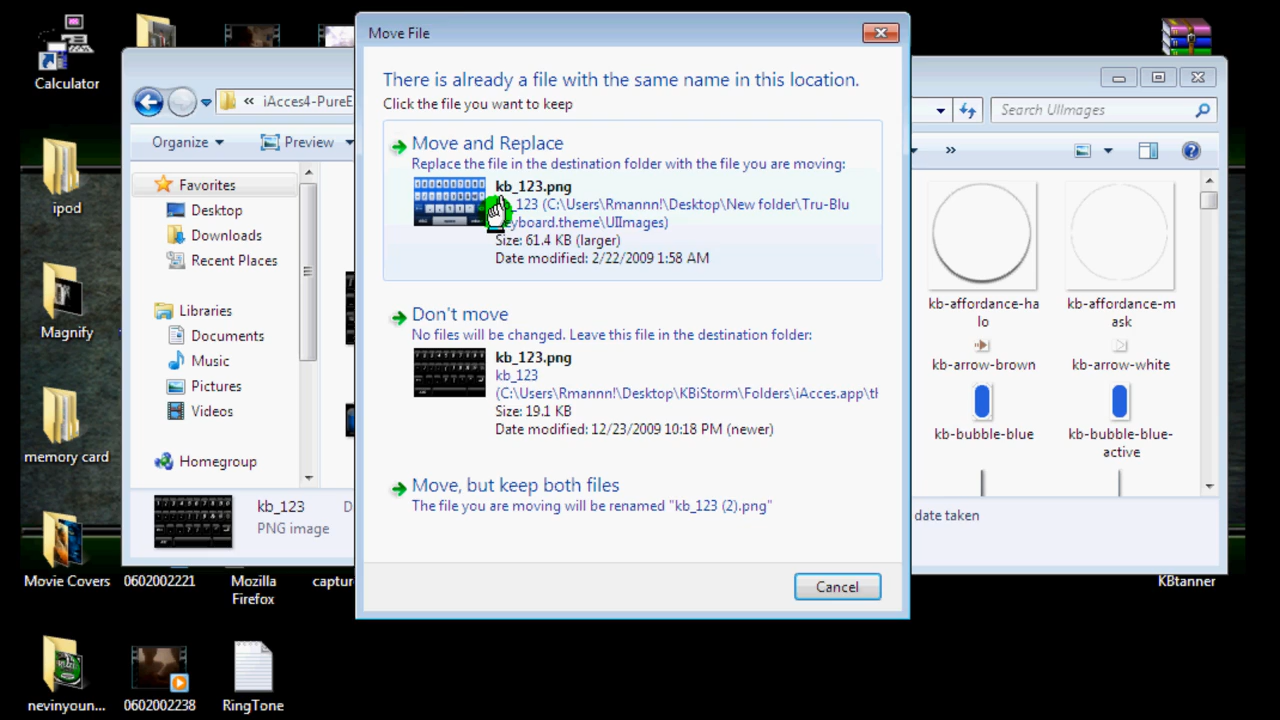 Calculator
ipod
Magnify
memory card
Movie Covers
0602002221
Mozilla
Firefox
captur
nevinyoun...
0602002238
RingTone
KBtanner
« iAcces4-PureE
Organize
Preview
Favorites
Desktop
Downloads
Recent Places
Libraries
Documents
Music
Pictures
Videos
Homegroup
kb_123
D
PNG image
Move File
There is already a file with the same name in this location.
Click the file you want to keep
Move and Replace
Replace the file in the destination folder with the file you are moving:
kb_123.png
_123 (C:\Users\Rmannn!\Desktop\New folder\Tru-Blu
eyboard.theme\UIImages)
Size: 61.4 KB (larger)
Date modified: 2/22/2009 1:58 AM
Don't move
No files will be changed. Leave this file in the destination folder:
kb_123.png
kb_123
(C:\Users\Rmannn!\Desktop\KBiStorm\Folders\iAcces.app\th
Size: 19.1 KB
Date modified: 12/23/2009 10:18 PM (newer)
Move, but keep both files
The file you are moving will be renamed "kb_123 (2).png"
Cancel
Search UIImages
»
kb-affordance-ha
lo
kb-affordance-m
ask
kb-arrow-brown
kb-arrow-white
kb-bubble-blue
kb-bubble-blue-
active
date taken